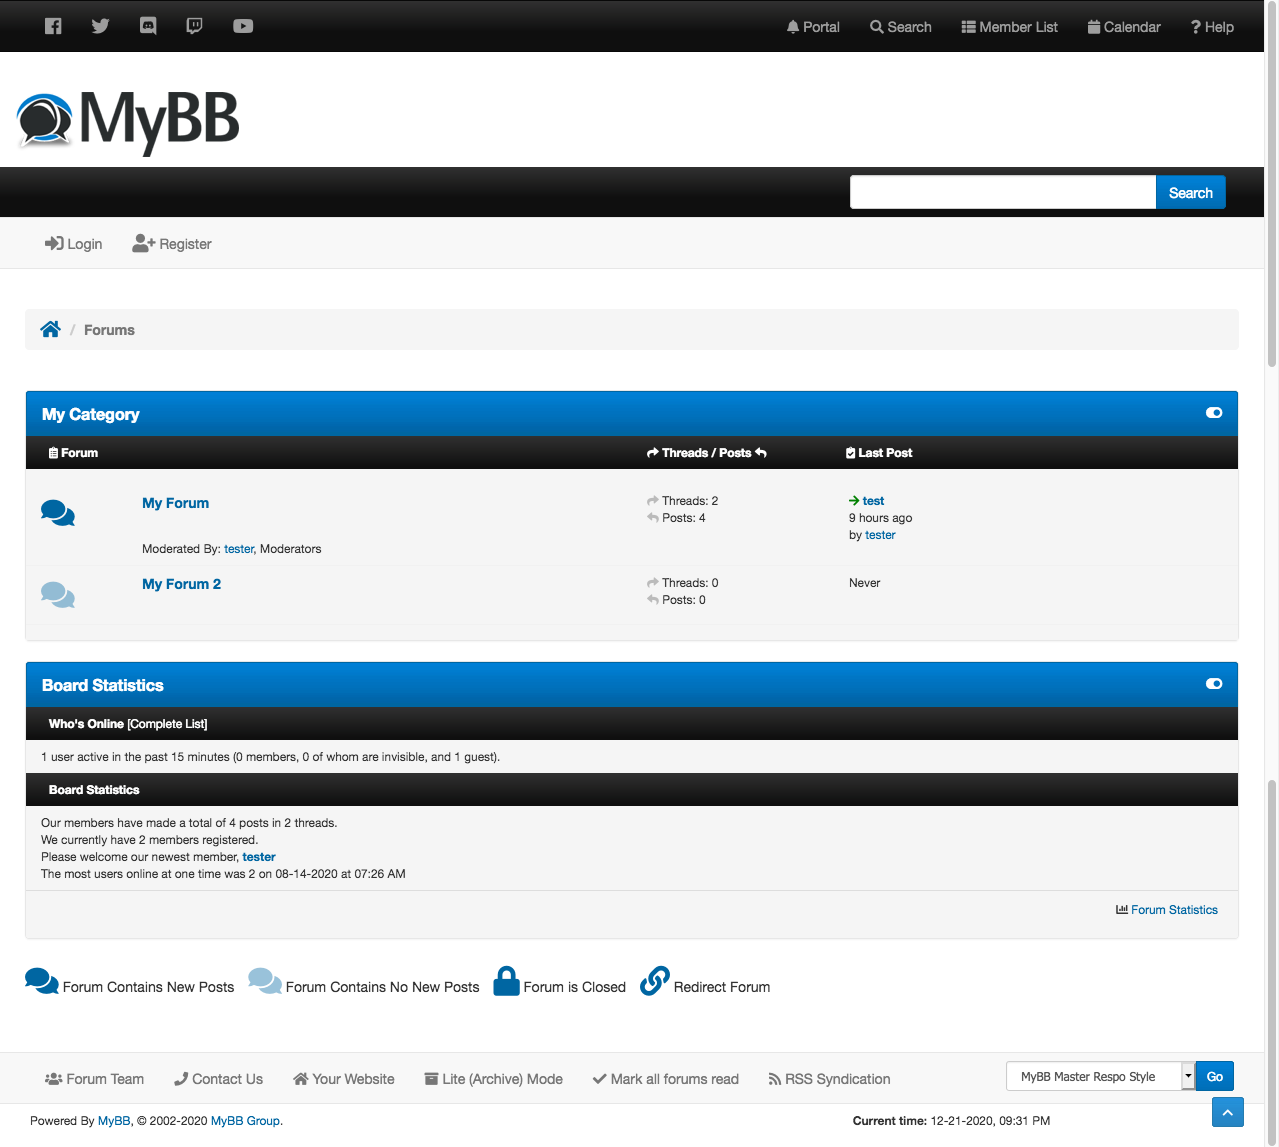 Portal Search Member List Calendar Help
MyBB
Search
Login Register
/ Forums
My Category
Forum Threads / Posts Last Post
My Forum Threads: 2 test
Posts: 4 9 hours ago
by tester
Moderated By: tester, Moderators
My Forum 2 Threads: 0 Never
Posts: 0
Board Statistics
Who's Online [Complete List]
1 user active in the past 15 minutes (0 members, 0 of whom are invisible, and 1 guest).
Board Statistics
Our members have made a total of 4 posts in 2 threads.
We currently have 2 members registered.
Please welcome our newest member, tester
The most users online at one time was 2 on 08-14-2020 at 07:26 AM
Forum Statistics
Forum Contains New Posts Forum Contains No New Posts Forum is Closed Redirect Forum
Forum Team Contact Us Your Website Lite (Archive) Mode Mark all forums read RSS Syndication MyBB Master Respo Style Go
Powered By MyBB, © 2002-2020 MyBB Group. Current time: 12-21-2020, 09:31 PM